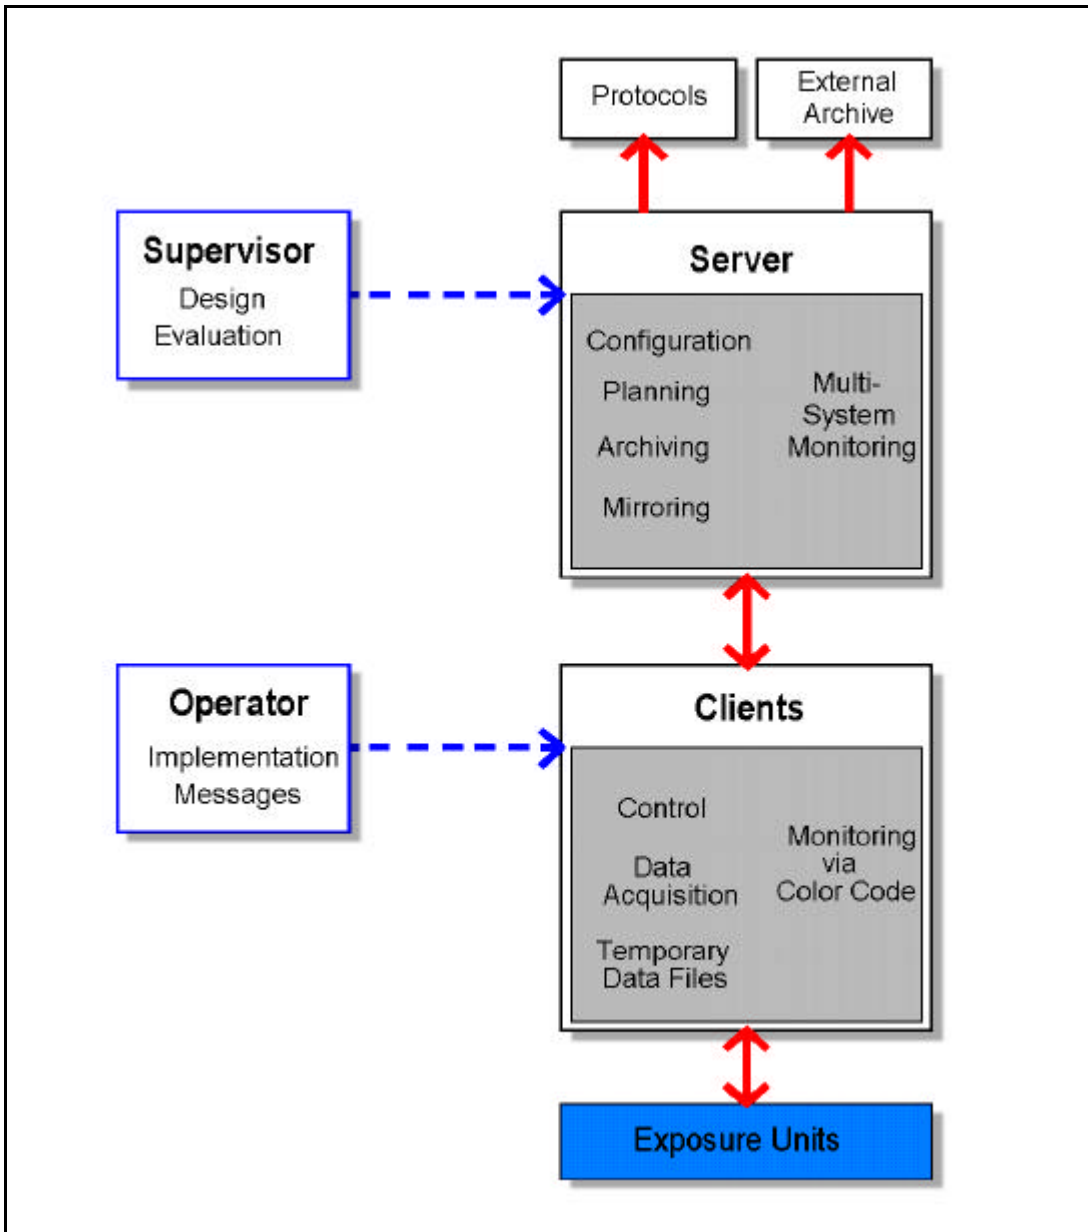 Protocols
External
Archive
Supervisor
Design
Evaluation
Server
Configuration
Planning
Archiving
Mirroring
Multi-
System
Monitoring
Operator
Implementation
Messages
Clients
Control
Data
Acquisition
Temporary
Data Files
Monitoring
via
Color Code
Exposure Units